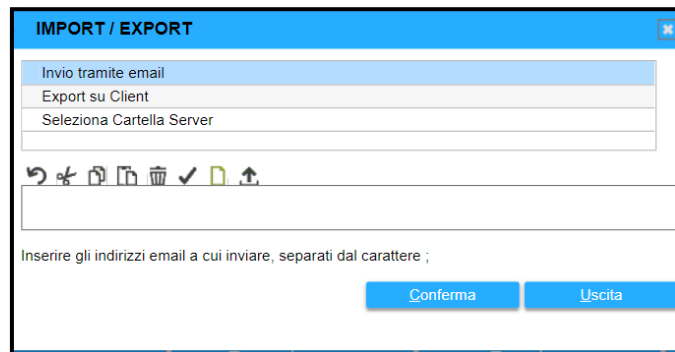 IMPORT / EXPORT
Invio tramite email
Export su Client
Seleziona Cartella Server
Inserire gli indirizzi email a cui inviare, separati dal carattere ;
Conferma
Uscita